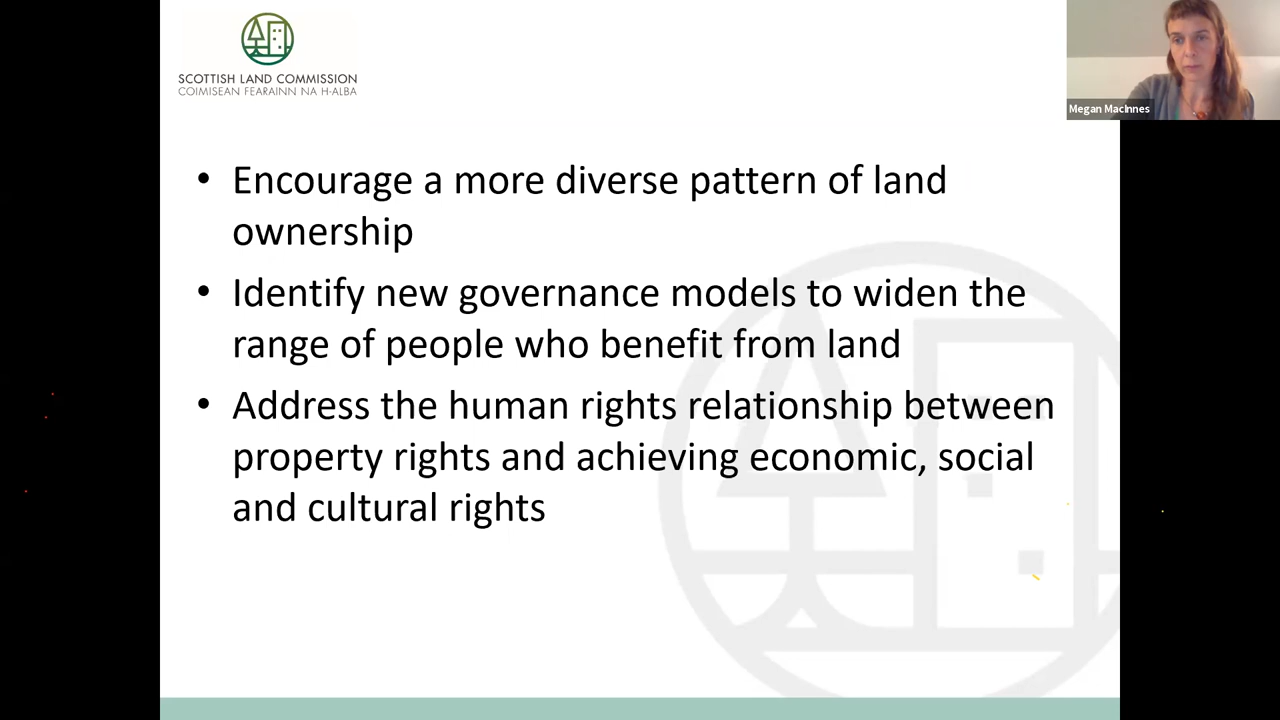 SCOTTISH LAND COMMISSION
COIMISEAN FEARAINN NA H-ALBA
Megan MacInnes
• Encourage a more diverse pattern of land
ownership
• Identify new governance models to widen the
range of people who benefit from land
• Address the human rights relationship between
property rights and achieving economic, social
and cultural rights